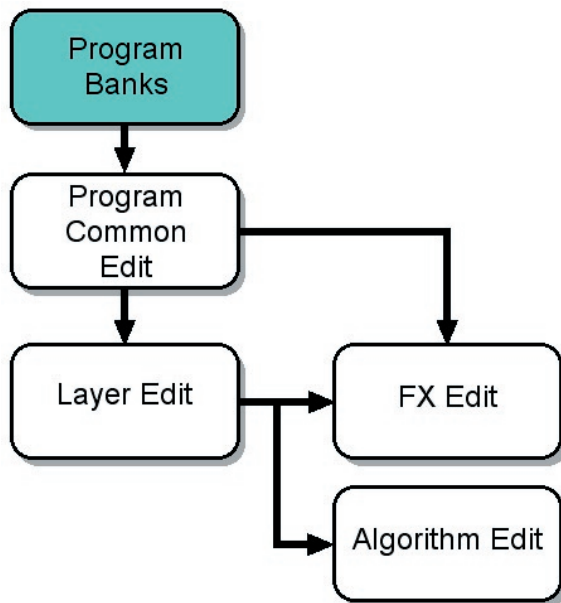 Program
Banks
Program
Common
Edit
Layer Edit
FX Edit
Algorithm Edit